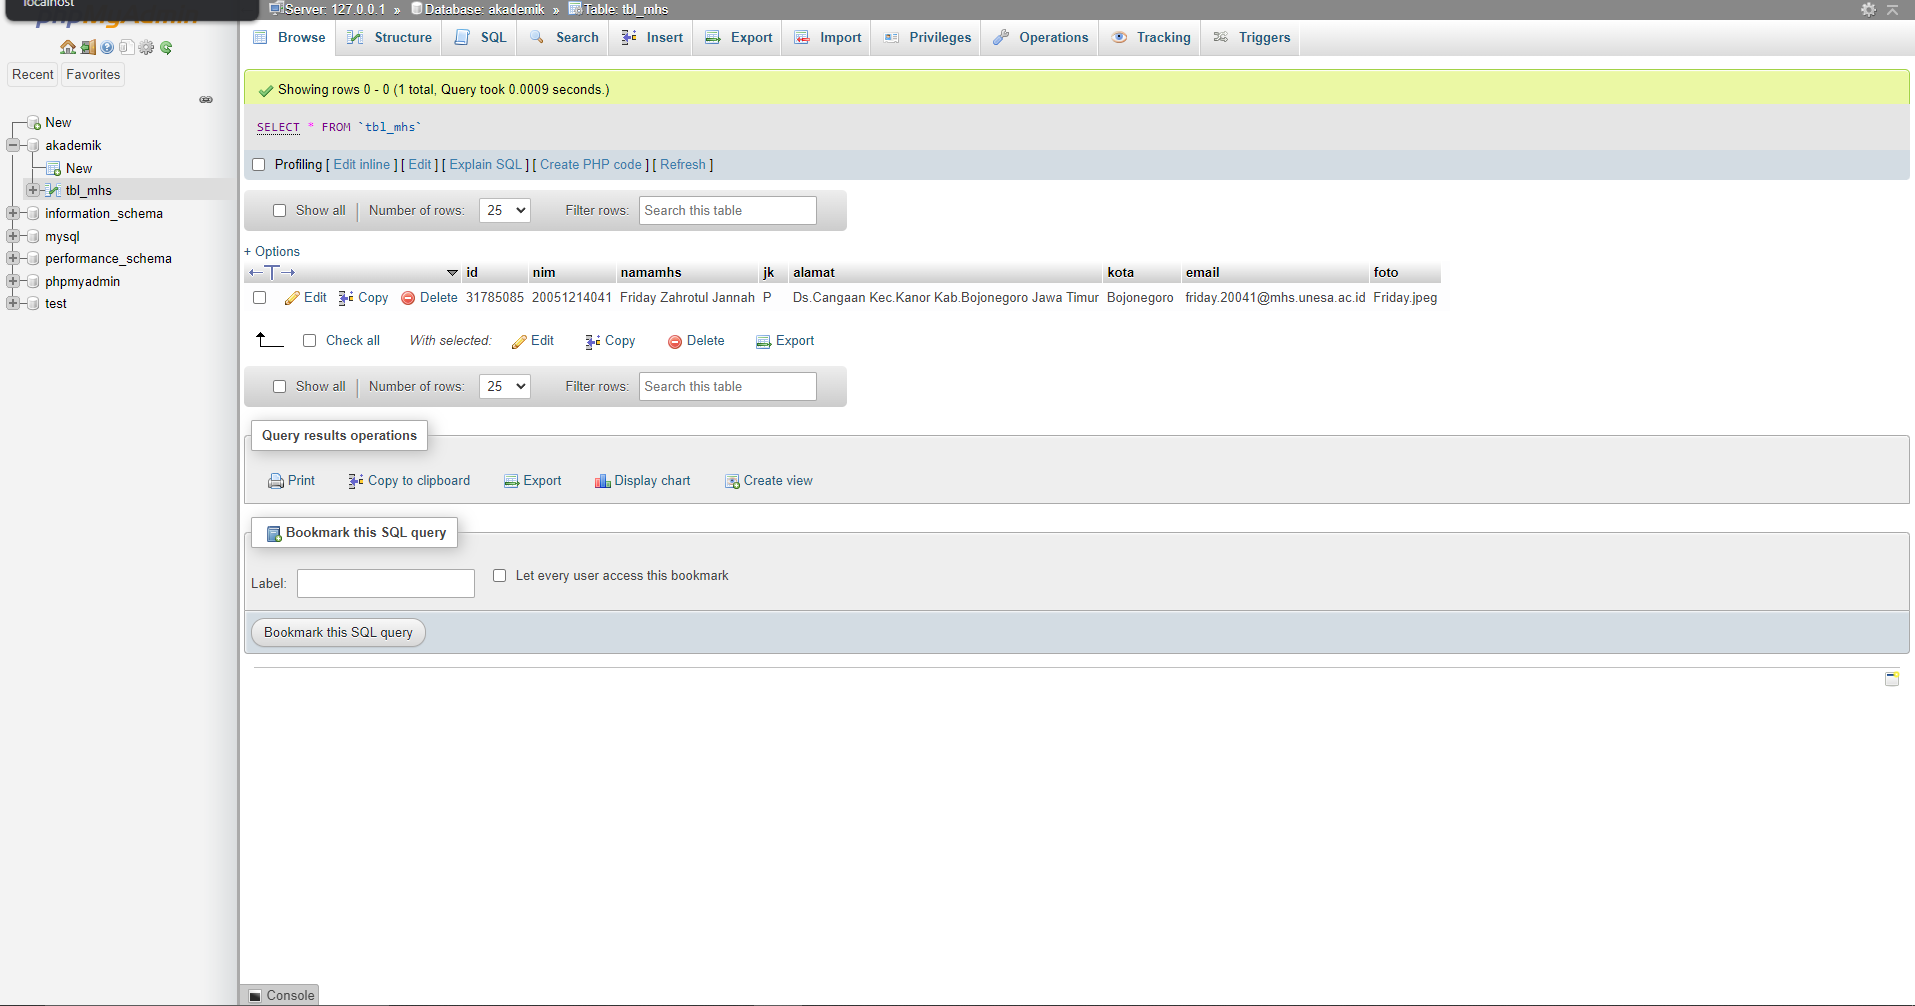 localhost
phpMyAdmin
Server: 127.0.0.1 » Database: akademik » Table: tbl_mhs
Browse Structure SQL Search Insert Export Import Privileges Operations Tracking Triggers
Recent Favorites
New
akademik
New
tbl_mhs
information_schema
mysql
performance_schema
phpmyadmin
test
Showing rows 0 - 0 (1 total, Query took 0.0009 seconds.)
SELECT * FROM `tbl_mhs`
Profiling [ Edit inline ] [ Edit ] [ Explain SQL ] [ Create PHP code ] [ Refresh ]
Show all | Number of rows: 25 Filter rows: Search this table
+ Options
←T→ id nim namamhs jk alamat kota email foto
Edit Copy Delete 31785085 20051214041 Friday Zahrotul Jannah P Ds.Cangaan Kec.Kanor Kab.Bojonegoro Jawa Timur Bojonegoro friday.20041@mhs.unesa.ac.id Friday.jpeg
Check all With selected: Edit Copy Delete Export
Show all | Number of rows: 25 Filter rows: Search this table
Query results operations
Print Copy to clipboard Export Display chart Create view
Bookmark this SQL query
Label: Let every user access this bookmark
Bookmark this SQL query
Console